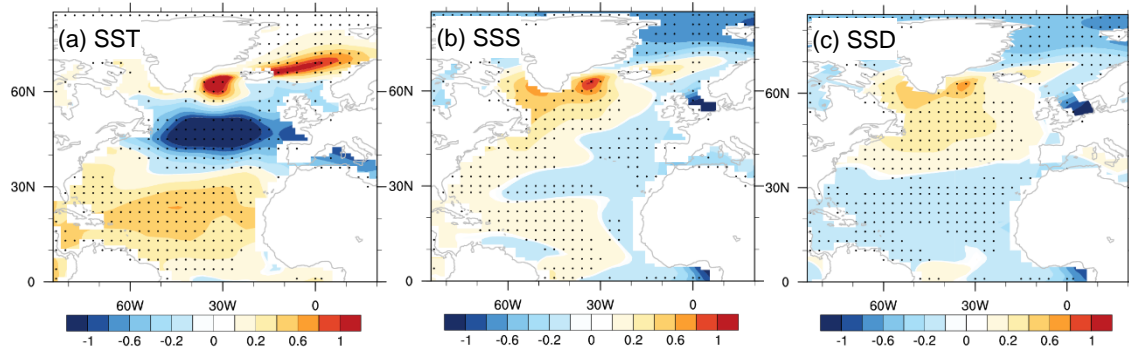 (a) SST (b) SSS (c) SSD
60N 60N 60N
30N 30N 30N
0 0 0
60W 30W 0 60W 30W 0 60W 30W 0
-1 -0.6 -0.2 0 0.2 0.6 1 -1 -0.6 -0.2 0 0.2 0.6 1 -1 -0.6 -0.2 0 0.2 0.6 1